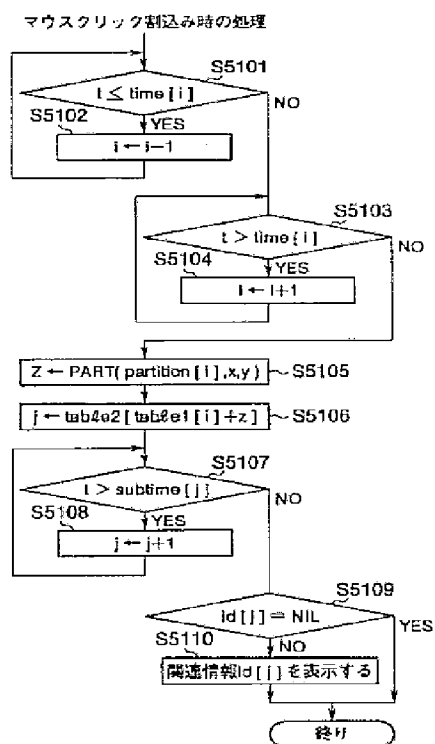 マウスクリック割込み時の処理
S5101
t ≤ time [ i ]
NO
S5102
YES
i ← i−1
S5103
t > time [ i ]
NO
S5104
YES
i ← i+1
Z ← PART( partition [ i ],x,y )
S5105
j ← table2 [ table1 [ i ] +z ]
S5106
S5107
t > subtime [ j ]
NO
S5108
YES
j ← j+1
S5109
id [ j ] = NIL
YES
S5110
NO
関連情報id [ j ] を表示する
終り